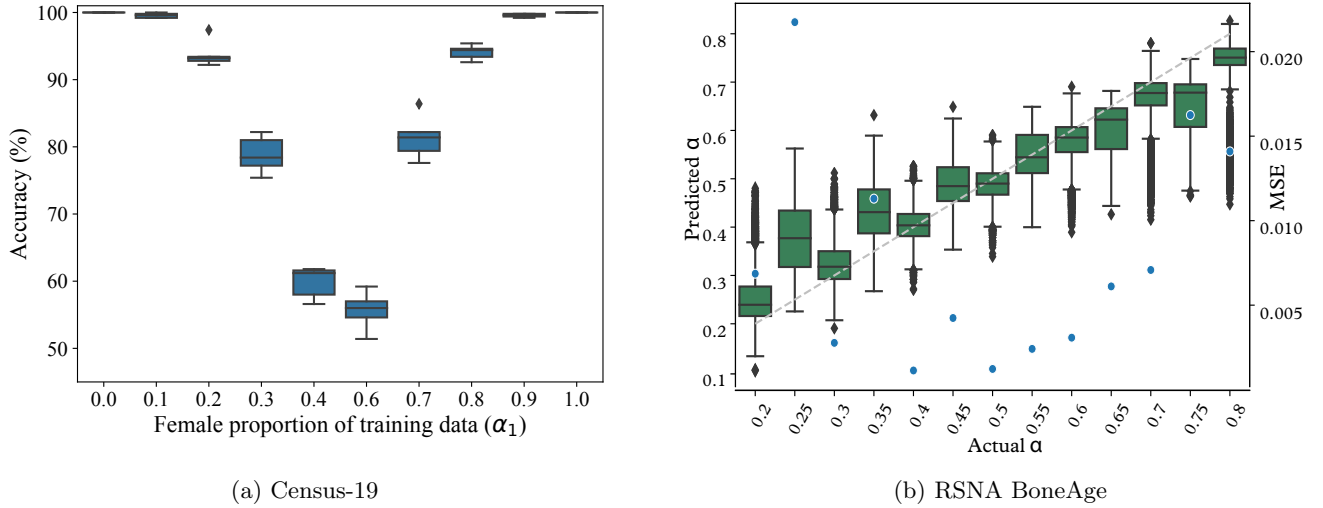 100
90
80
70
60
50
Accuracy (%)
0.0 0.1 0.2 0.3 0.4 0.6 0.7 0.8 0.9 1.0
Female proportion of training data (α₁)
(a) Census-19
0.8
0.7
0.6
0.5
0.4
0.3
0.2
0.1
Predicted α
0.020
0.015
0.010
0.005
MSE
0.2 0.25 0.3 0.35 0.4 0.45 0.5 0.55 0.6 0.65 0.7 0.75 0.8
Actual α
(b) RSNA BoneAge